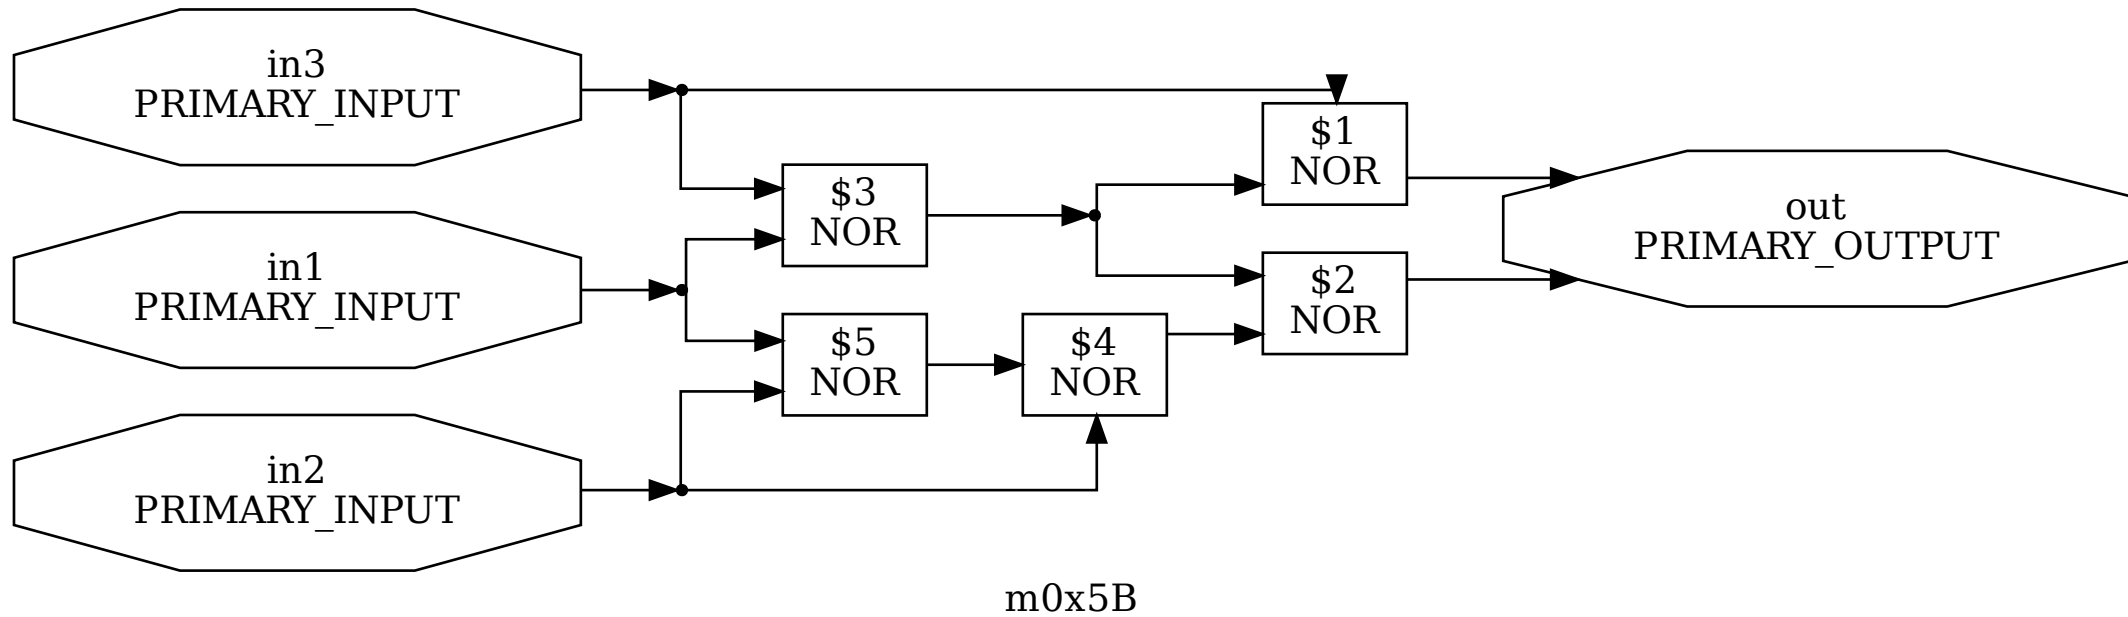 in3
PRIMARY_INPUT
$1
NOR
$3
NOR
out
PRIMARY_OUTPUT
in1
PRIMARY_INPUT
$2
NOR
$5
NOR
$4
NOR
in2
PRIMARY_INPUT
m0x5B